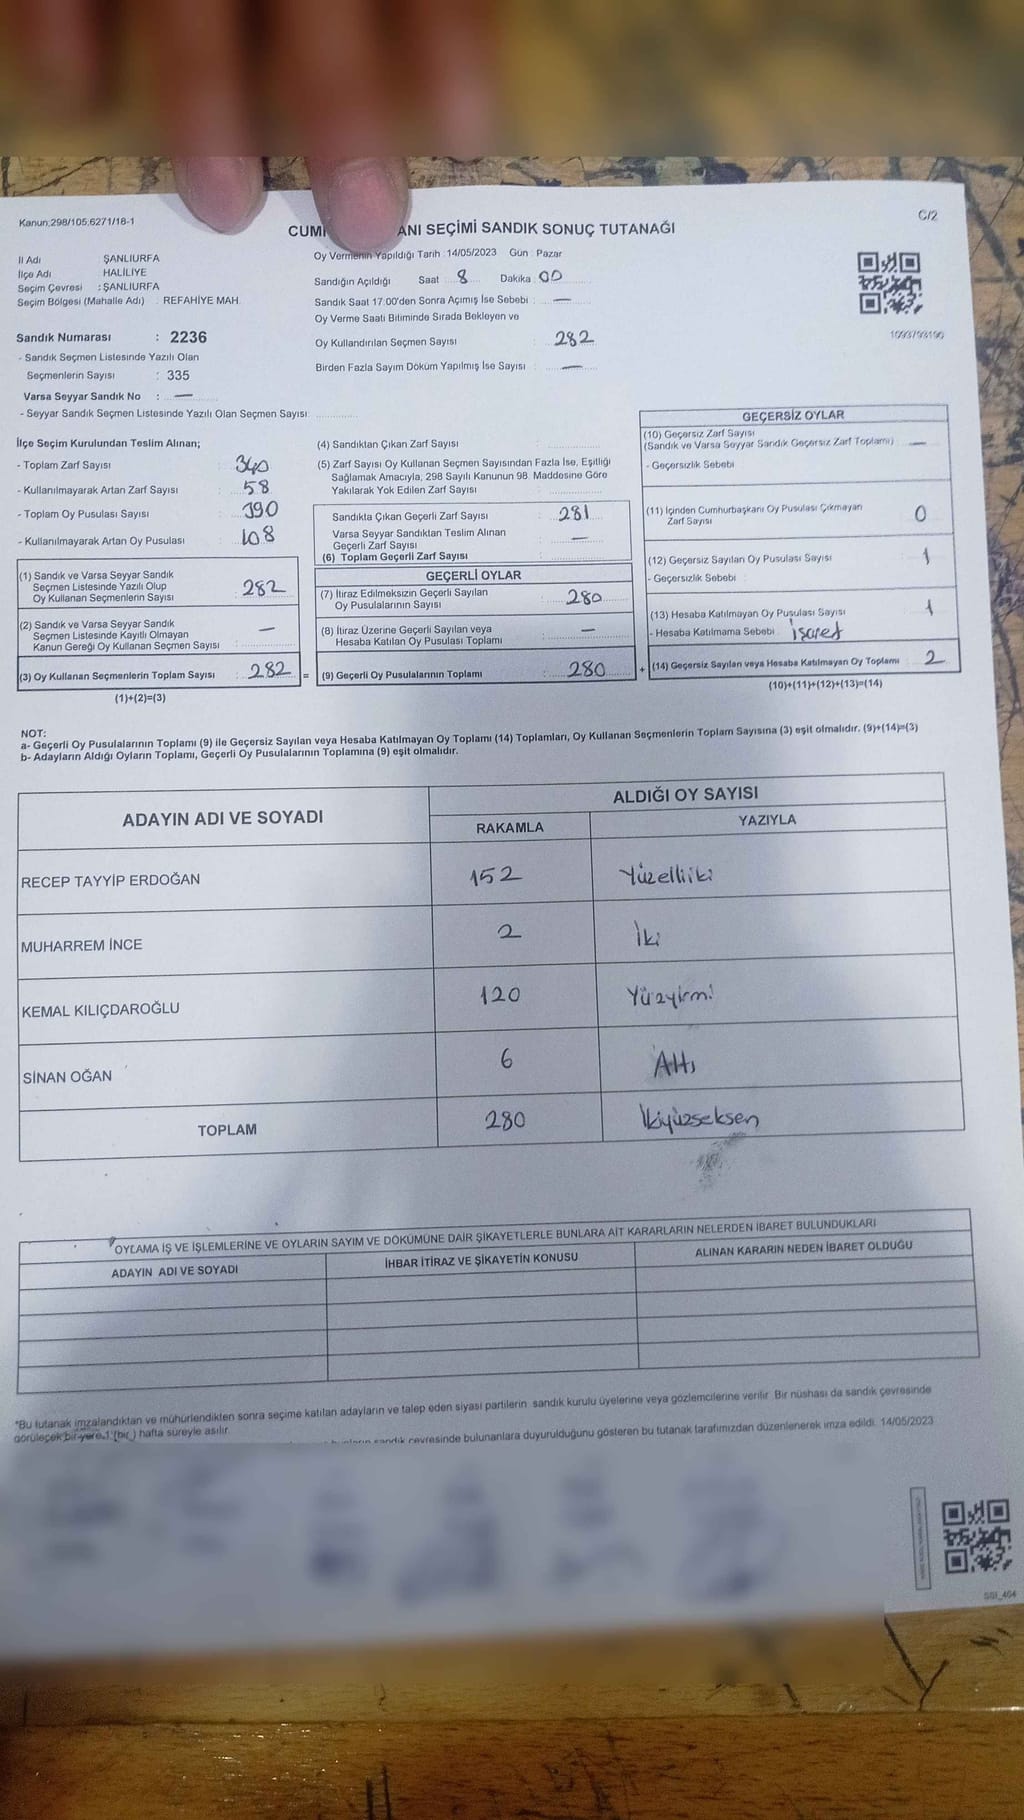 Kanun:298/105;6271/18-1
C/2
CUM ANI SEÇİMİ SANDIK SONUÇ TUTANAĞI
İl Adı ŞANLIURFA
İlçe Adı HALİLİYE
Seçim Çevresi : ŞANLIURFA
Seçim Bölgesi (Mahalle Adı) : REFAHİYE MAH.
Oy Vermenin Yapıldığı Tarih : 14/05/2023 Gün : Pazar
Sandığın Açıldığı Saat 8 Dakika 00
Sandık Saat 17:00'den Sonra Açımış İse Sebebi : —
Oy Verme Saati Bitiminde Sırada Bekleyen ve
Oy Kullandırılan Seçmen Sayısı : 282
Birden Fazla Sayım Döküm Yapılmış İse Sayısı : —
1093793190
Sandık Numarası : 2236
- Sandık Seçmen Listesinde Yazılı Olan
Seçmenlerin Sayısı : 335
Varsa Seyyar Sandık No : —
- Seyyar Sandık Seçmen Listesinde Yazılı Olan Seçmen Sayısı
İlçe Seçim Kurulundan Teslim Alınan;
- Toplam Zarf Sayısı : 340
- Kullanılmayarak Artan Zarf Sayısı : 58
- Toplam Oy Pusulası Sayısı : 390
- Kullanılmayarak Artan Oy Pusulası : 108
(1) Sandık ve Varsa Seyyar Sandık
Seçmen Listesinde Yazılı Olup
Oy Kullanan Seçmenlerin Sayısı : 282
(2) Sandık ve Varsa Seyyar Sandık
Seçmen Listesinde Kayıtlı Olmayan
Kanun Gereği Oy Kullanan Seçmen Sayısı : —
(3) Oy Kullanan Seçmenlerin Toplam Sayısı : 282 =
(1)+(2)=(3)
(4) Sandıktan Çıkan Zarf Sayısı :
(5) Zarf Sayısı Oy Kullanan Seçmen Sayısından Fazla İse, Eşitliği
Sağlamak Amacıyla, 298 Sayılı Kanunun 98. Maddesine Göre
Yakılarak Yok Edilen Zarf Sayısı :
Sandıkta Çıkan Geçerli Zarf Sayısı : 281
Varsa Seyyar Sandıktan Teslim Alınan
Geçerli Zarf Sayısı : —
(6) Toplam Geçerli Zarf Sayısı :
GEÇERLİ OYLAR
(7) İtiraz Edilmeksizin Geçerli Sayılan
Oy Pusulalarının Sayısı : 280
(8) İtiraz Üzerine Geçerli Sayılan veya
Hesaba Katılan Oy Pusulası Toplamı : —
(9) Geçerli Oy Pusulalarının Toplamı : 280 +
GEÇERSİZ OYLAR
(10) Geçersiz Zarf Sayısı
(Sandık ve Varsa Seyyar Sandık Geçersiz Zarf Toplamı) —
- Geçersizlik Sebebi
(11) İçinden Cumhurbaşkanı Oy Pusulası Çıkmayan
Zarf Sayısı 0
(12) Geçersiz Sayılan Oy Pusulası Sayısı 1
- Geçersizlik Sebebi :
(13) Hesaba Katılmayan Oy Pusulası Sayısı 1
- Hesaba Katılmama Sebebi : İşaret
(14) Geçersiz Sayılan veya Hesaba Katılmayan Oy Toplamı 2
(10)+(11)+(12)+(13)=(14)
NOT:
a- Geçerli Oy Pusulalarının Toplamı (9) ile Geçersiz Sayılan veya Hesaba Katılmayan Oy Toplamı (14) Toplamları, Oy Kullanan Seçmenlerin Toplam Sayısına (3) eşit olmalıdır. (9)+(14)=(3)
b- Adayların Aldığı Oyların Toplamı, Geçerli Oy Pusulalarının Toplamına (9) eşit olmalıdır.
ADAYIN ADI VE SOYADI ALDIĞI OY SAYISI
RAKAMLA YAZIYLA
RECEP TAYYİP ERDOĞAN 152 Yüzelliiki
MUHARREM İNCE 2 İki
KEMAL KILIÇDAROĞLU 120 Yüzyirmi
SİNAN OĞAN 6 Altı
TOPLAM 280 İkiyüzseksen
OYLAMA İŞ VE İŞLEMLERİNE VE OYLARIN SAYIM VE DÖKÜMÜNE DAİR ŞİKAYETLERLE BUNLARA AİT KARARLARIN NELERDEN İBARET BULUNDUKLARI
ADAYIN ADI VE SOYADI İHBAR İTİRAZ VE ŞİKAYETİN KONUSU ALINAN KARARIN NEDEN İBARET OLDUĞU
*Bu tutanak imzalandıktan ve mühürlendikten sonra seçime katılan adayların ve talep eden siyasi partilerin sandık kurulu üyelerine veya gözlemcilerine verilir. Bir nüshası da sandık çevresinde
görülecek bir yere 1 (bir ) hafta süreyle asılır.
sandık çevresinde bulunanlara duyurulduğunu gösteren bu tutanak tarafımızdan düzenlenerek imza edildi. 14/05/2023
SSI_404